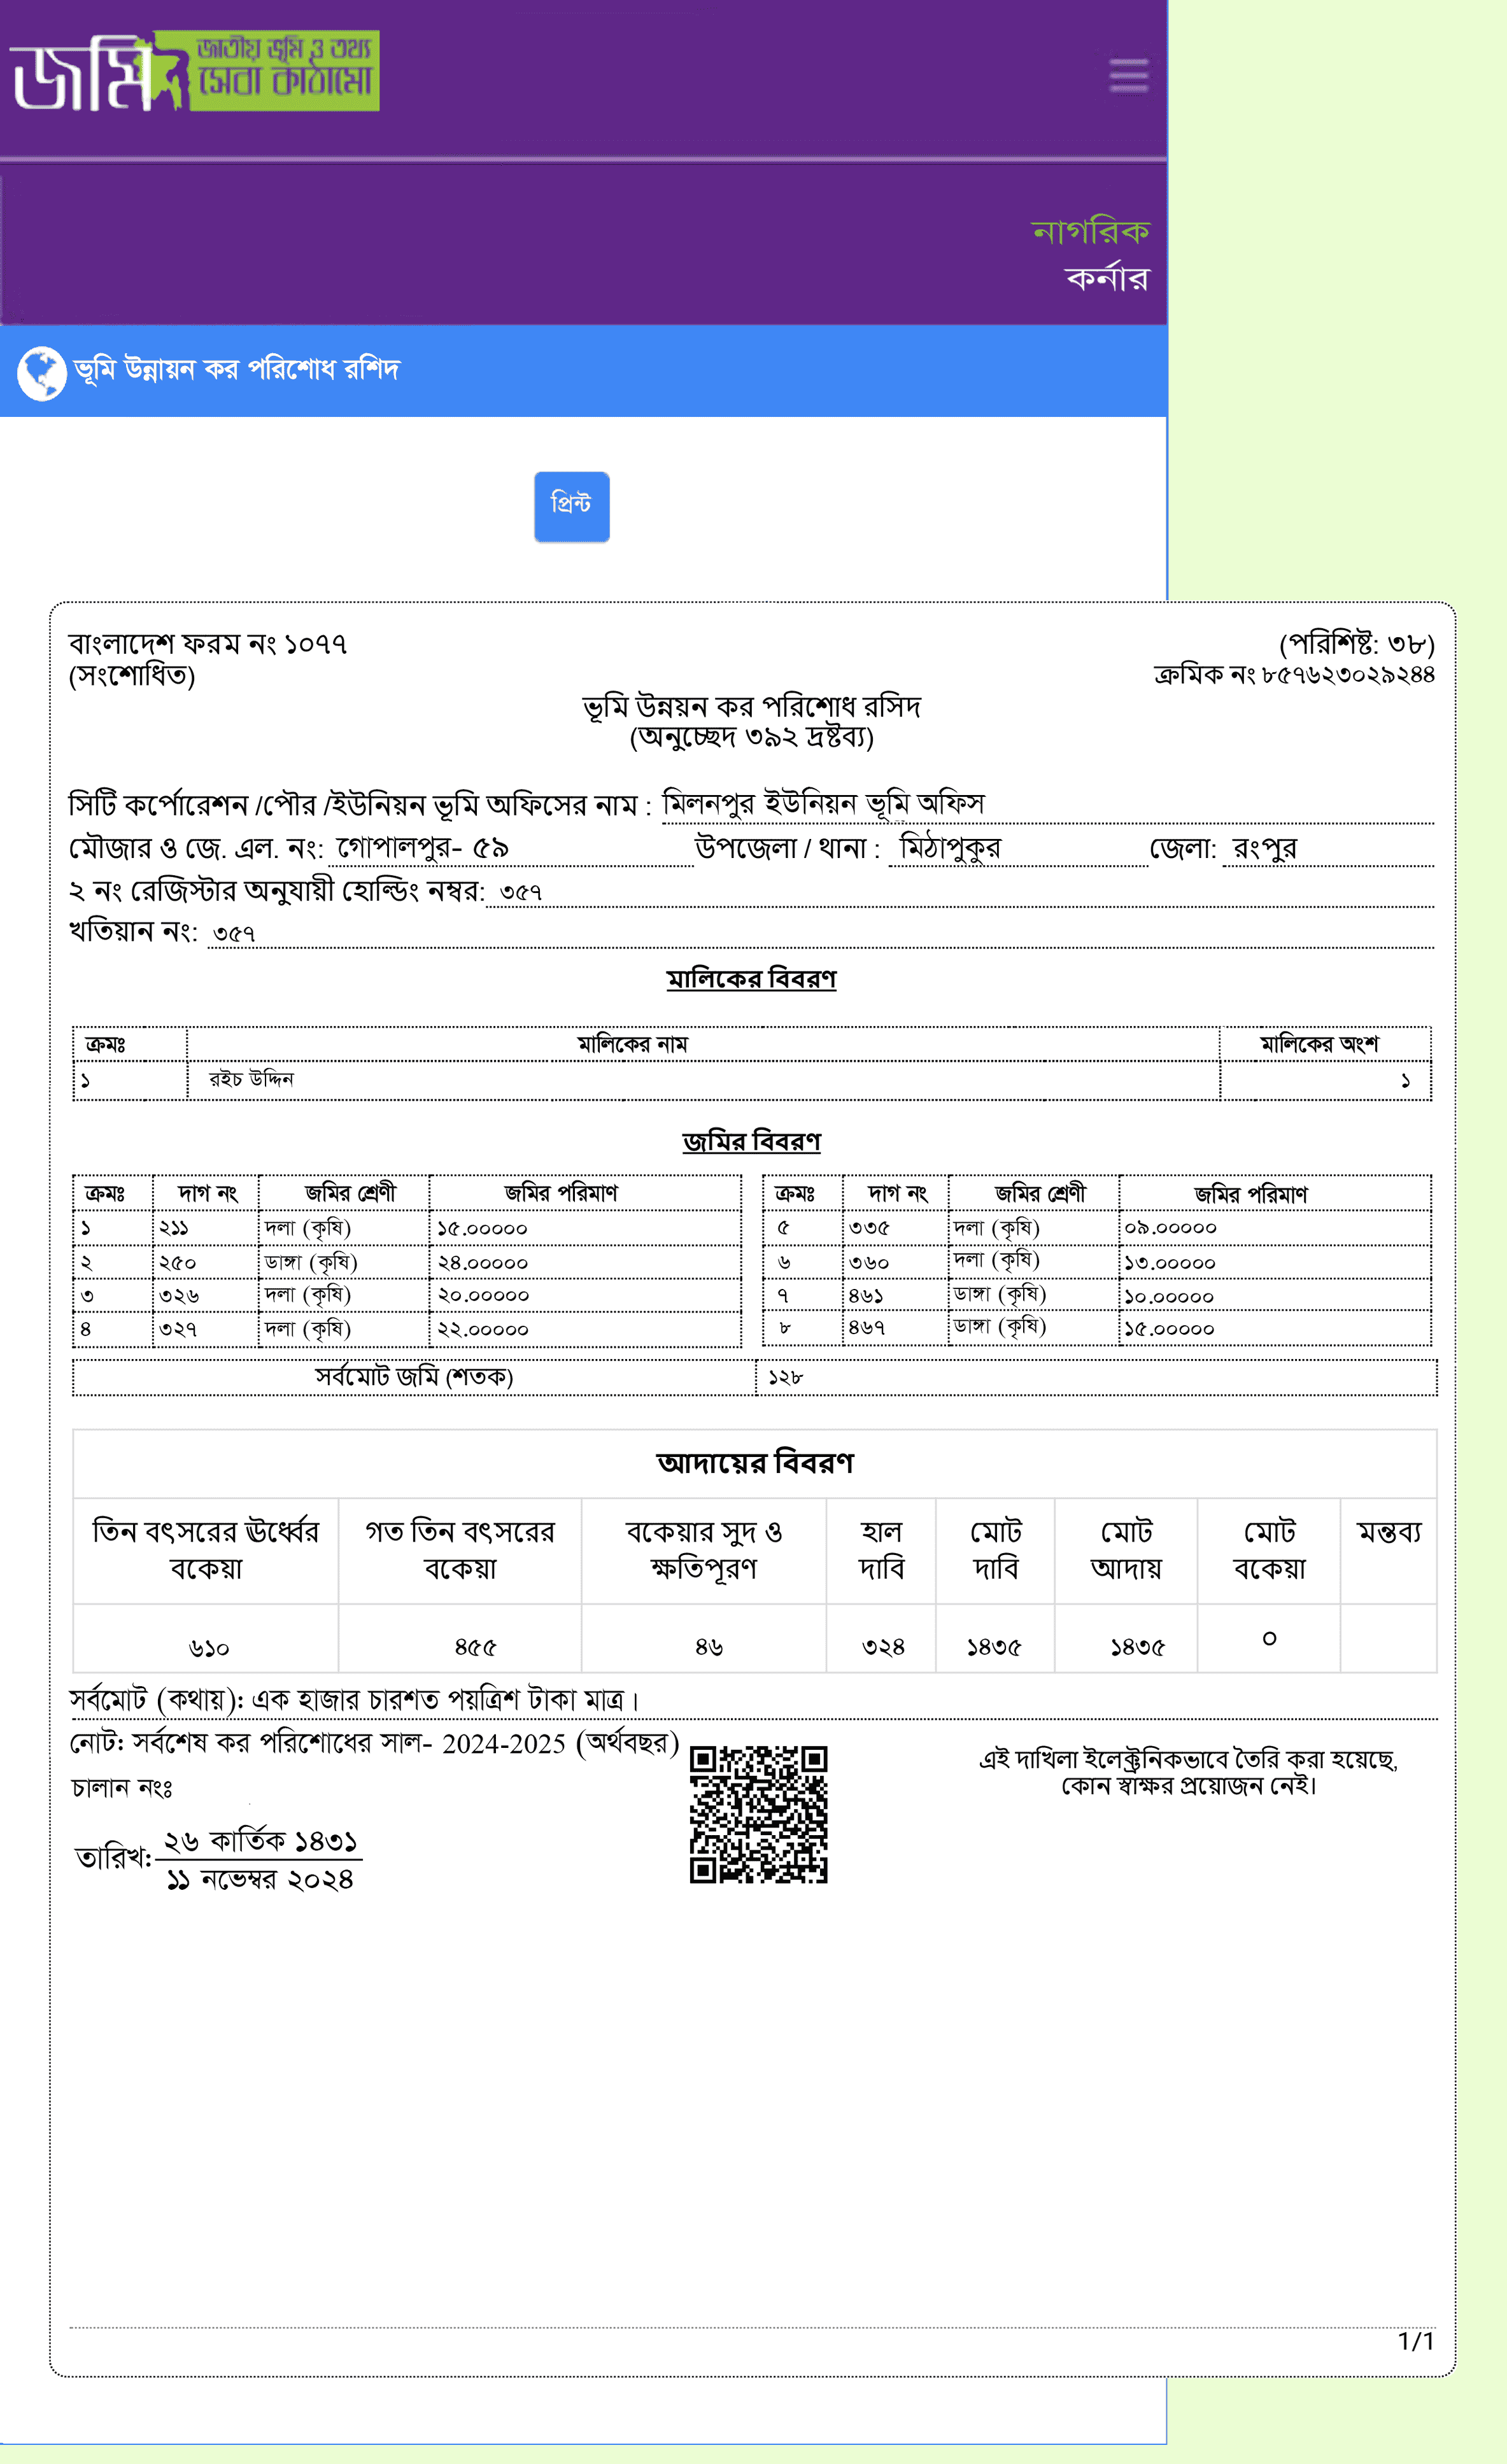 জমি জাতীয় ভূমি ও তথ্য
সেবা কাঠামো
নাগরিক
কর্নার
ভূমি উন্নায়ন কর পরিশোধ রশিদ
প্রিন্ট
বাংলাদেশ ফরম নং ১০৭৭ (পরিশিষ্ট: ৩৮)
(সংশোধিত) ক্রমিক নং ৮৫৭৬২৩০২৯২৪৪
ভূমি উন্নয়ন কর পরিশোধ রসিদ
(অনুচ্ছেদ ৩৯২ দ্রষ্টব্য)
সিটি কর্পোরেশন /পৌর /ইউনিয়ন ভূমি অফিসের নাম : মিলনপুর ইউনিয়ন ভূমি অফিস
মৌজার ও জে. এল. নং: গোপালপুর- ৫৯ উপজেলা / থানা : মিঠাপুকুর জেলা: রংপুর
২ নং রেজিস্টার অনুযায়ী হোল্ডিং নম্বর: ৩৫৭
খতিয়ান নং: ৩৫৭
মালিকের বিবরণ
ক্রমঃ মালিকের নাম মালিকের অংশ
১ রইচ উদ্দিন ১
জমির বিবরণ
ক্রমঃ দাগ নং জমির শ্রেণী জমির পরিমাণ ক্রমঃ দাগ নং জমির শ্রেণী জমির পরিমাণ
১ ২১১ দলা (কৃষি) ১৫.০০০০০ ৫ ৩৩৫ দলা (কৃষি) ০৯.০০০০০
২ ২৫০ ডাঙ্গা (কৃষি) ২৪.০০০০০ ৬ ৩৬০ দলা (কৃষি) ১৩.০০০০০
৩ ৩২৬ দলা (কৃষি) ২০.০০০০০ ৭ ৪৬১ ডাঙ্গা (কৃষি) ১০.০০০০০
৪ ৩২৭ দলা (কৃষি) ২২.০০০০০ ৮ ৪৬৭ ডাঙ্গা (কৃষি) ১৫.০০০০০
সর্বমোট জমি (শতক) ১২৮
আদায়ের বিবরণ
তিন বৎসরের ঊর্ধ্বের গত তিন বৎসরের বকেয়ার সুদ ও হাল মোট মোট মোট মন্তব্য
বকেয়া বকেয়া ক্ষতিপূরণ দাবি দাবি আদায় বকেয়া
৬১০ ৪৫৫ ৪৬ ৩২৪ ১৪৩৫ ১৪৩৫ ০
সর্বমোট (কথায়): এক হাজার চারশত পয়ত্রিশ টাকা মাত্র।
নোট: সর্বশেষ কর পরিশোধের সাল- 2024-2025 (অর্থবছর)
এই দাখিলা ইলেক্ট্রনিকভাবে তৈরি করা হয়েছে,
কোন স্বাক্ষর প্রয়োজন নেই।
চালান নংঃ
তারিখ: ২৬ কার্তিক ১৪৩১
১১ নভেম্বর ২০২৪
1/1